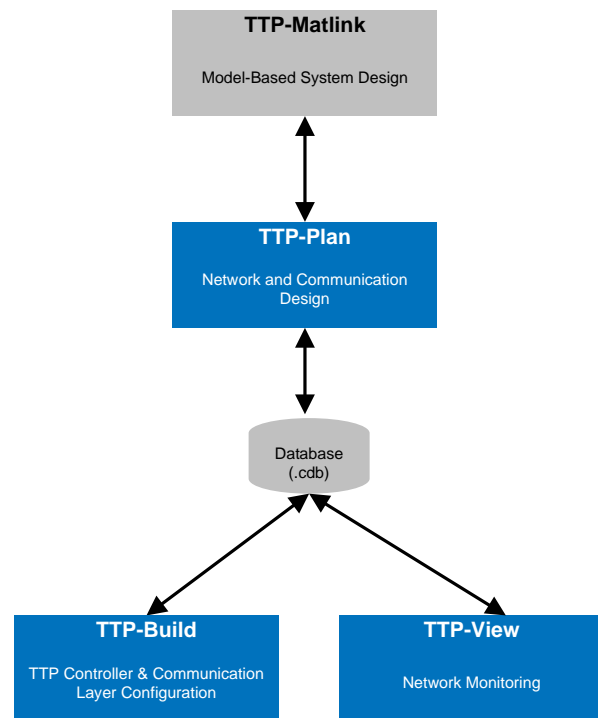 TTP-Matlink
Model-Based System Design
TTP-Plan
Network and Communication
Design
Database
(.cdb)
TTP-Build
TTP Controller & Communication
Layer Configuration
TTP-View
Network Monitoring